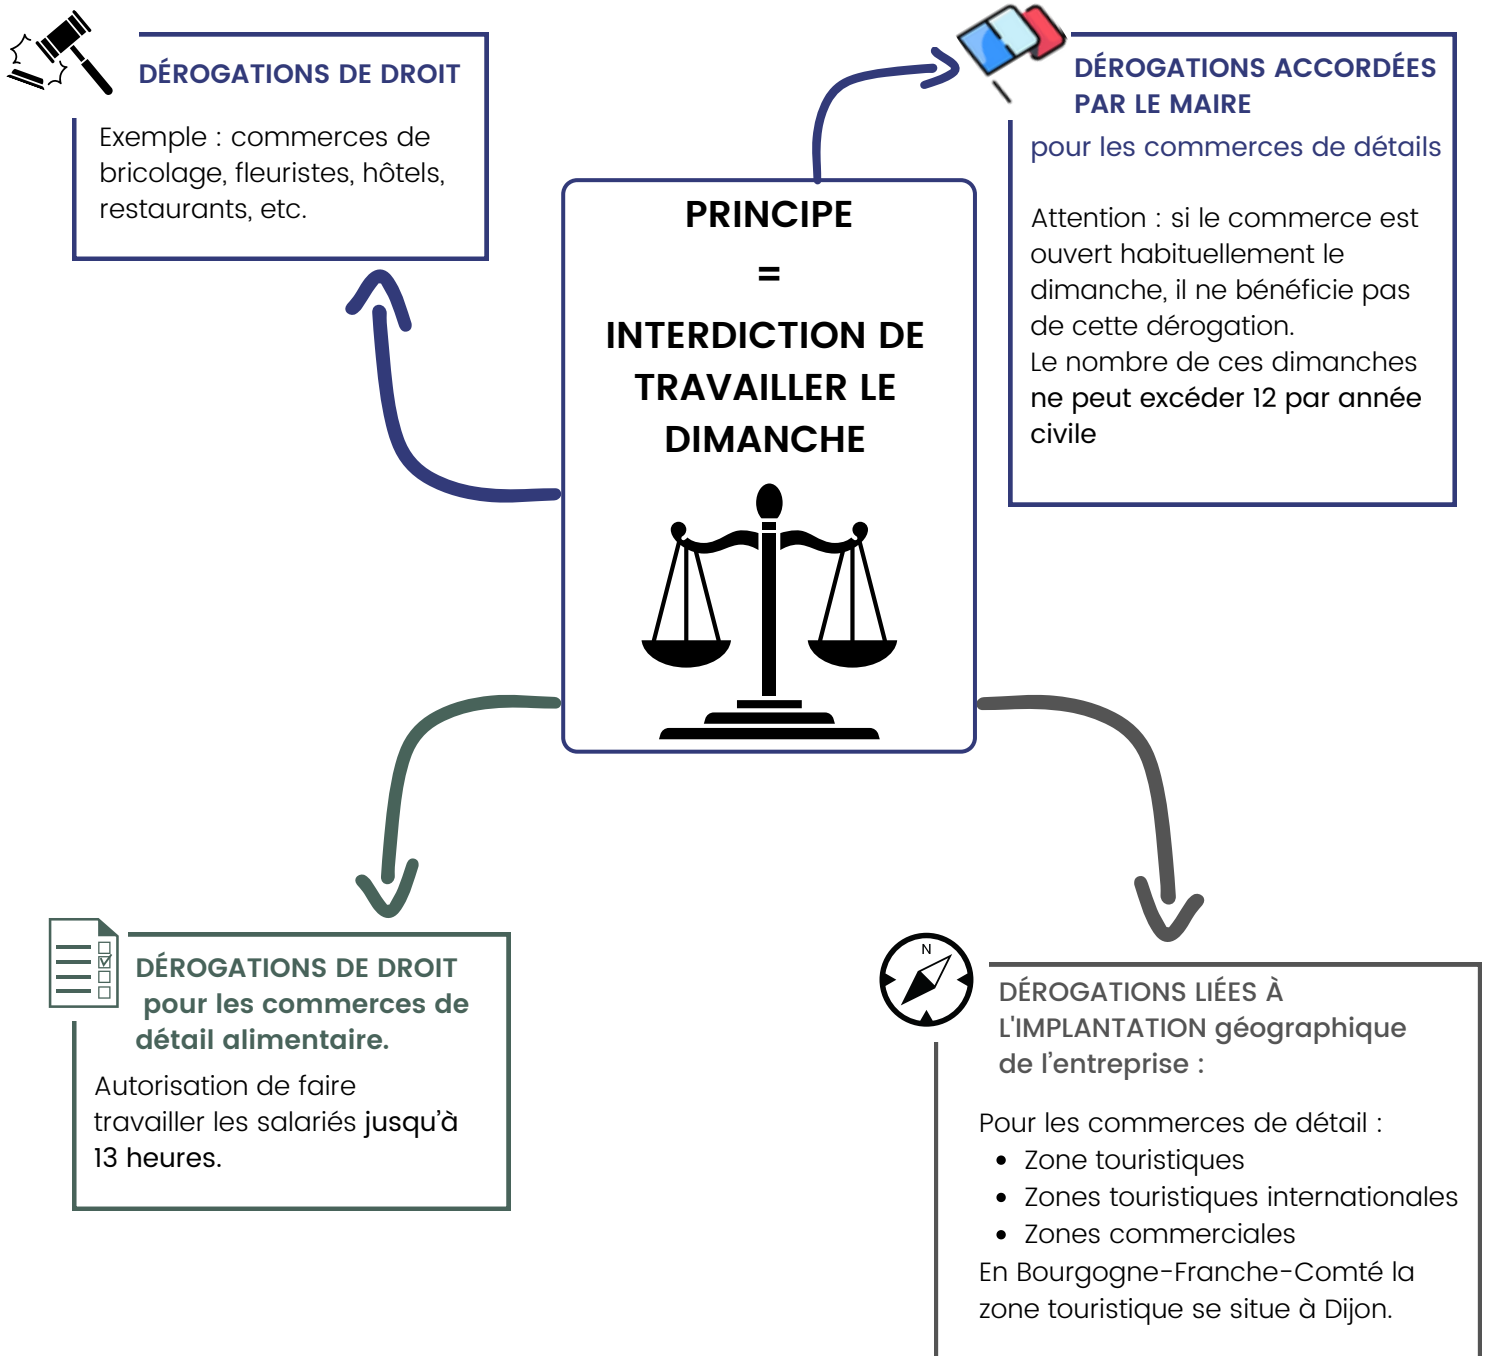 DÉROGATIONS DE DROIT
Exemple : commerces de
bricolage, fleuristes, hôtels,
restaurants, etc.
DÉROGATIONS ACCORDÉES
PAR LE MAIRE
pour les commerces de détails
Attention : si le commerce est
ouvert habituellement le
dimanche, il ne bénéficie pas
de cette dérogation.
Le nombre de ces dimanches
ne peut excéder 12 par année
civile
PRINCIPE
=
INTERDICTION DE
TRAVAILLER LE
DIMANCHE
DÉROGATIONS DE DROIT
pour les commerces de
détail alimentaire.
Autorisation de faire
travailler les salariés jusqu'à
13 heures.
N
DÉROGATIONS LIÉES À
L'IMPLANTATION géographique
de l'entreprise :
Pour les commerces de détail :
• Zone touristiques
• Zones touristiques internationales
• Zones commerciales
En Bourgogne-Franche-Comté la
zone touristique se situe à Dijon.